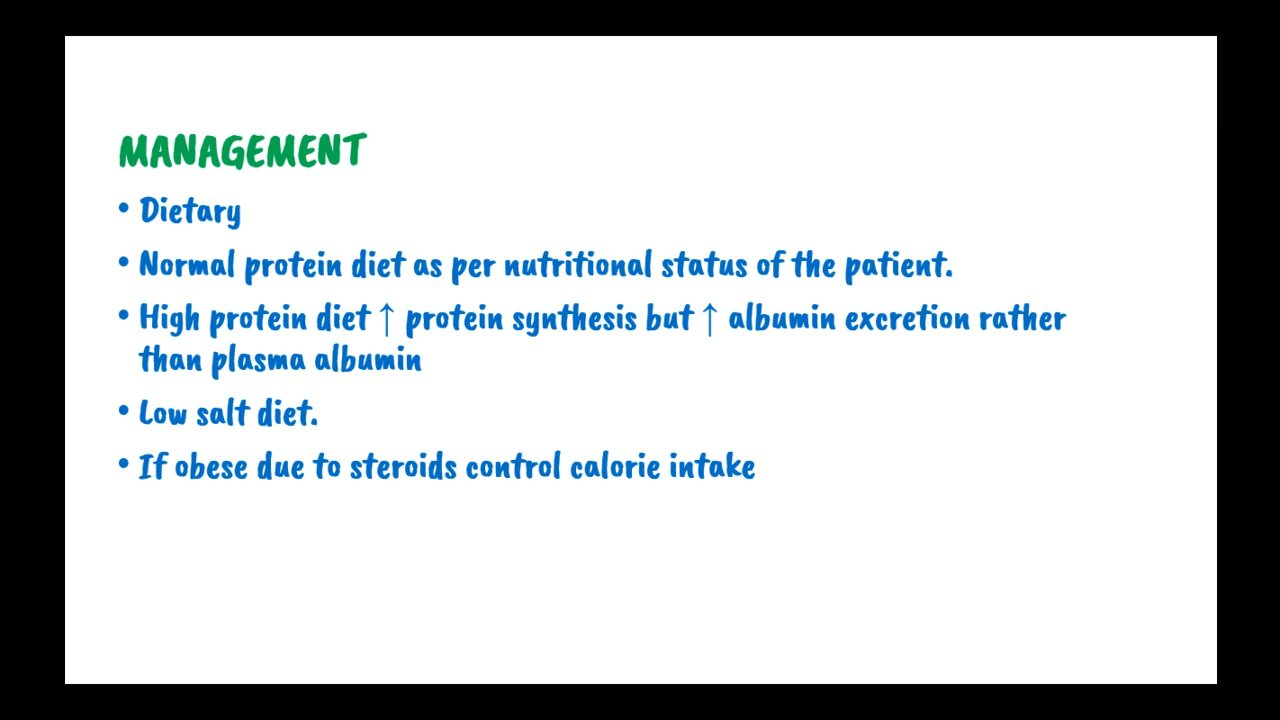 MANAGEMENT
• Dietary
• Normal protein diet as per nutritional status of the patient.
• High protein diet ↑ protein synthesis but ↑ albumin excretion rather
than plasma albumin
• Low salt diet.
• If obese due to steroids control calorie intake